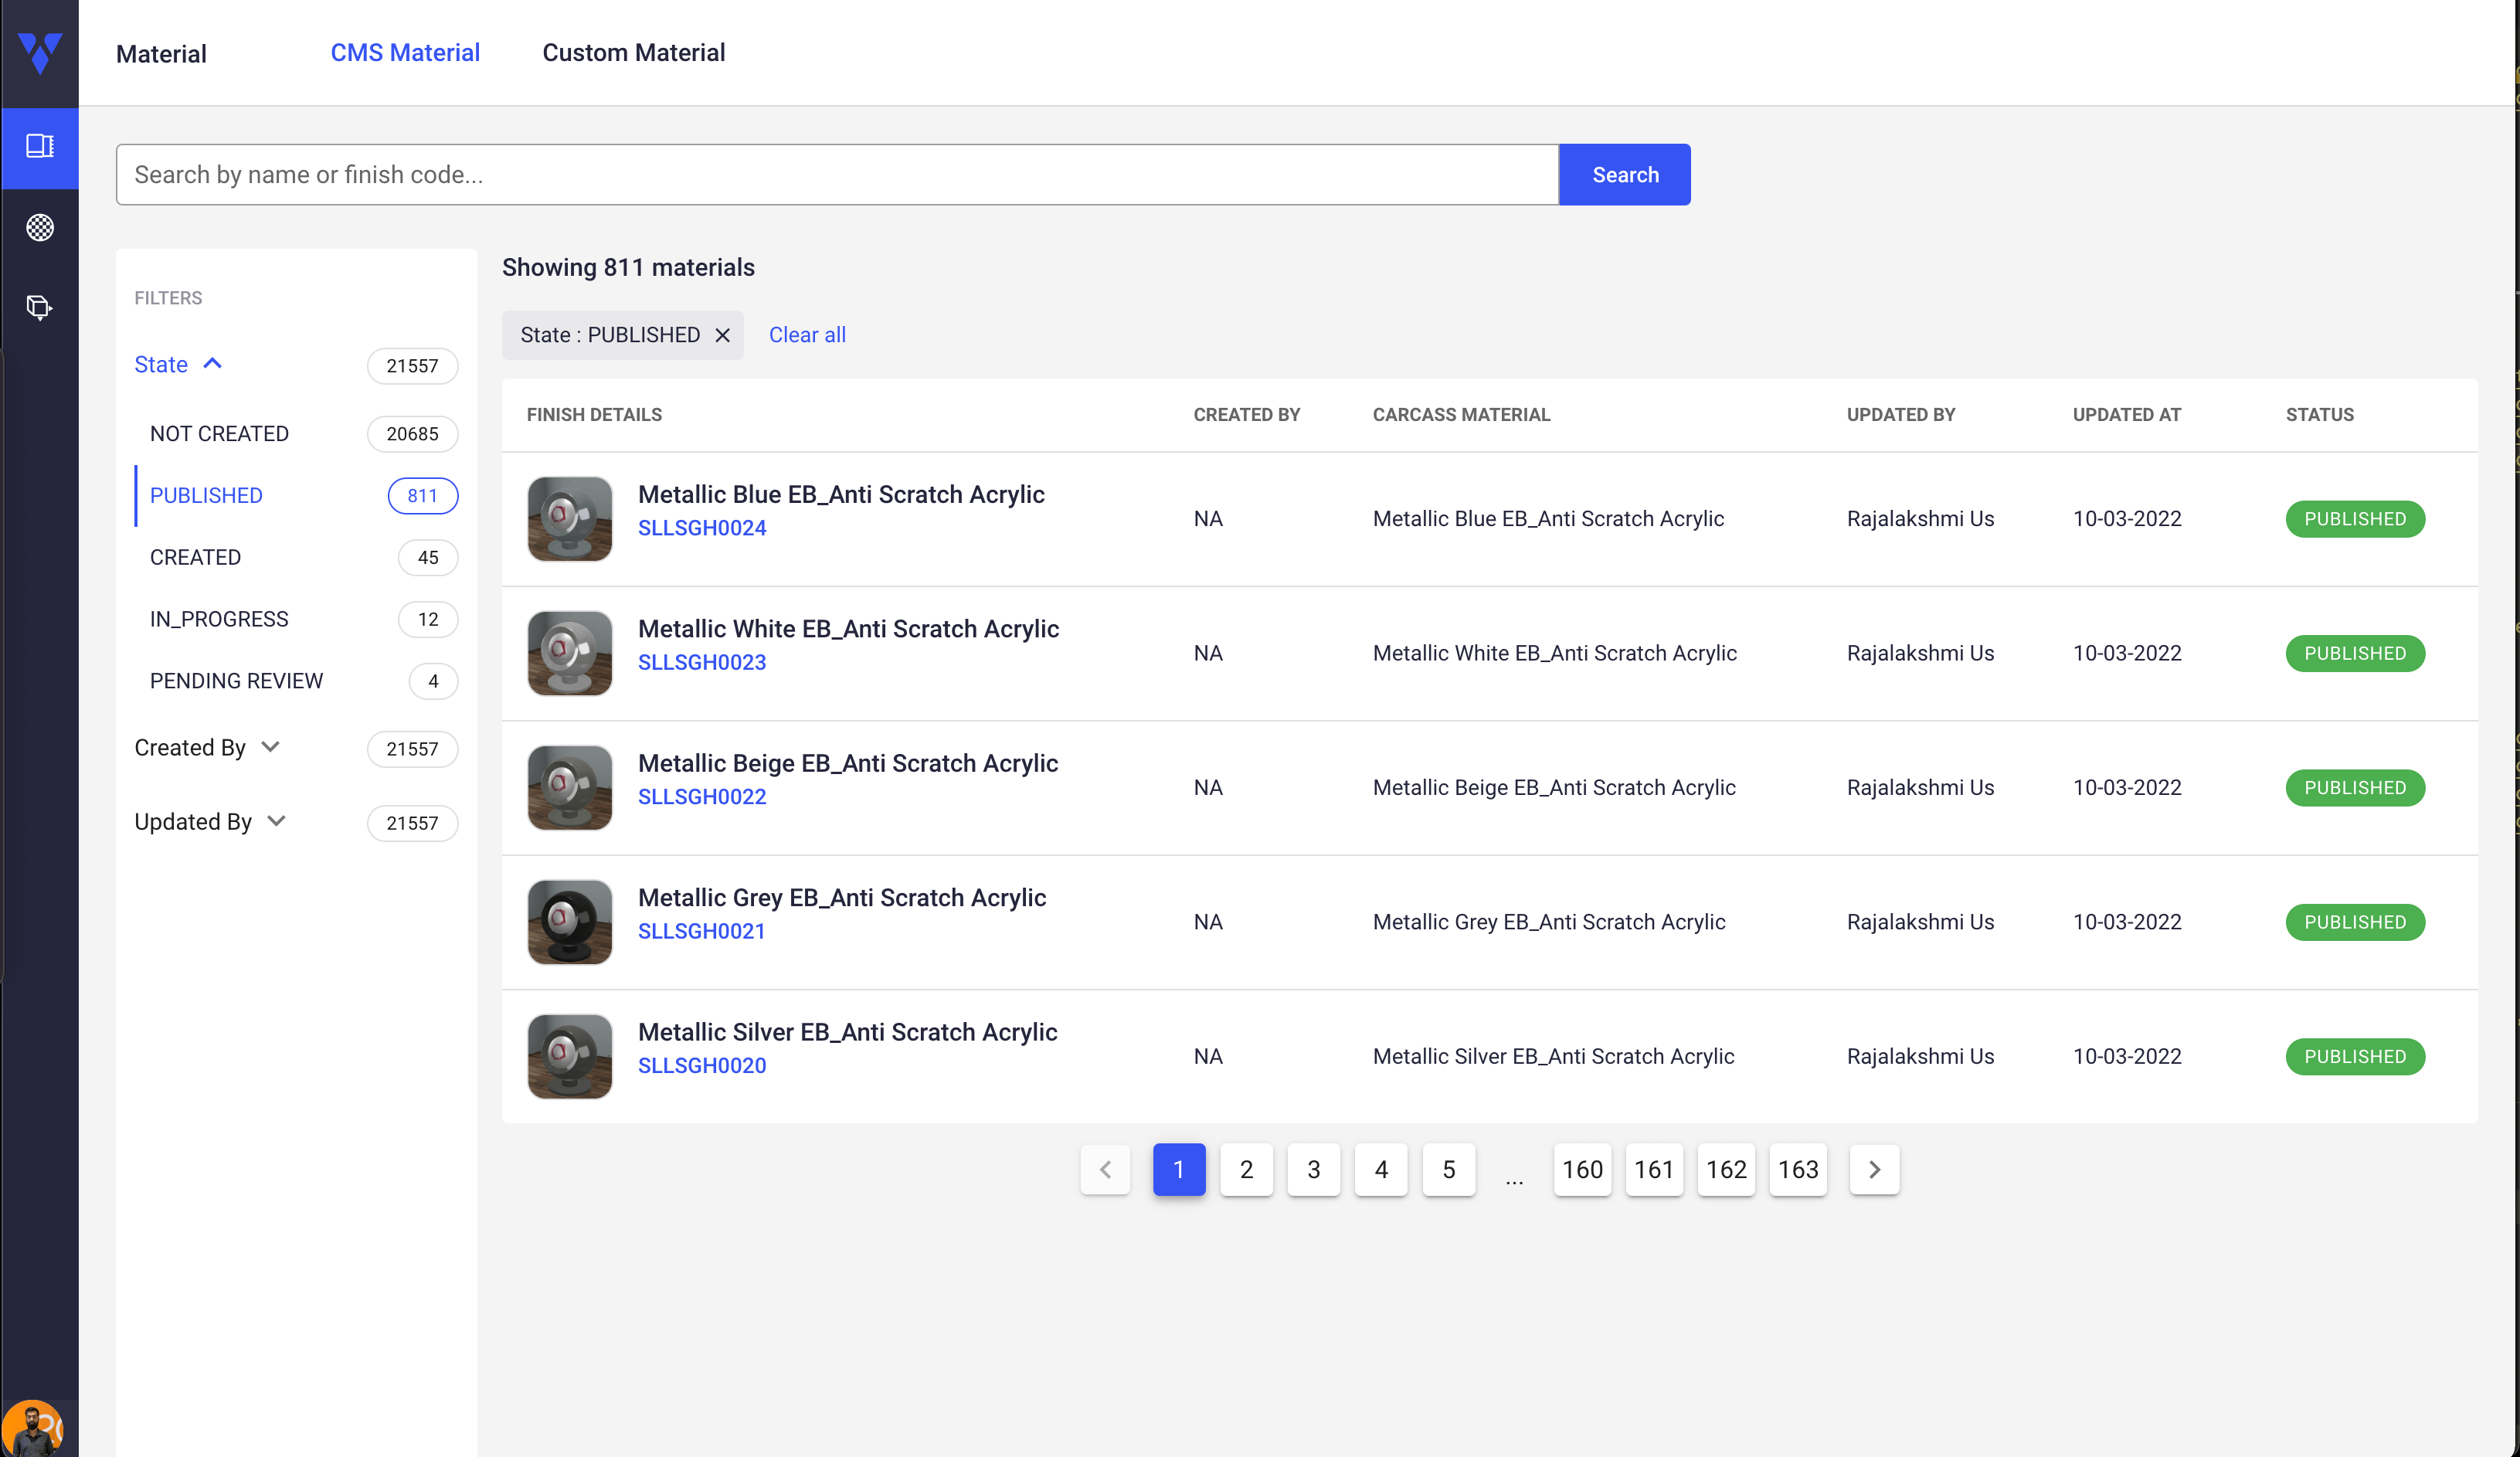 Material
CMS Material
Custom Material
Search by name or finish code...
Search
FILTERS
State 21557
NOT CREATED 20685
PUBLISHED 811
CREATED 45
IN_PROGRESS 12
PENDING REVIEW 4
Created By 21557
Updated By 21557
Showing 811 materials
State : PUBLISHED
Clear all
FINISH DETAILS CREATED BY CARCASS MATERIAL UPDATED BY UPDATED AT STATUS
Metallic Blue EB_Anti Scratch Acrylic
SLLSGH0024
NA Metallic Blue EB_Anti Scratch Acrylic Rajalakshmi Us 10-03-2022 PUBLISHED
Metallic White EB_Anti Scratch Acrylic
SLLSGH0023
NA Metallic White EB_Anti Scratch Acrylic Rajalakshmi Us 10-03-2022 PUBLISHED
Metallic Beige EB_Anti Scratch Acrylic
SLLSGH0022
NA Metallic Beige EB_Anti Scratch Acrylic Rajalakshmi Us 10-03-2022 PUBLISHED
Metallic Grey EB_Anti Scratch Acrylic
SLLSGH0021
NA Metallic Grey EB_Anti Scratch Acrylic Rajalakshmi Us 10-03-2022 PUBLISHED
Metallic Silver EB_Anti Scratch Acrylic
SLLSGH0020
NA Metallic Silver EB_Anti Scratch Acrylic Rajalakshmi Us 10-03-2022 PUBLISHED
1 2 3 4 5 ... 160 161 162 163